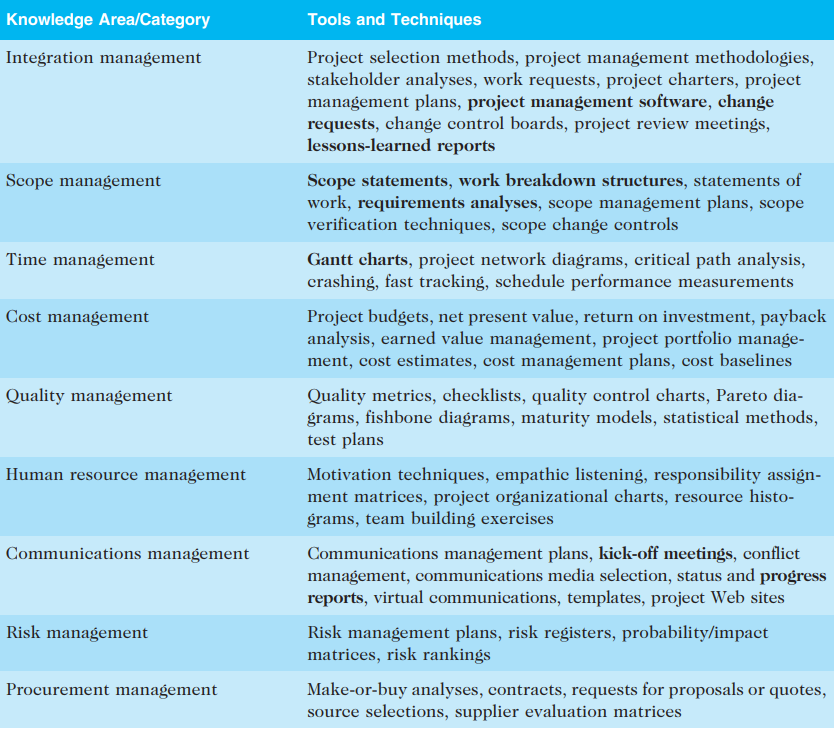 Knowledge Area/Category Tools and Techniques
Integration management Project selection methods, project management methodologies,
stakeholder analyses, work requests, project charters, project
management plans, project management software, change
requests, change control boards, project review meetings,
lessons-learned reports
Scope management Scope statements, work breakdown structures, statements of
work, requirements analyses, scope management plans, scope
verification techniques, scope change controls
Time management Gantt charts, project network diagrams, critical path analysis,
crashing, fast tracking, schedule performance measurements
Cost management Project budgets, net present value, return on investment, payback
analysis, earned value management, project portfolio manage-
ment, cost estimates, cost management plans, cost baselines
Quality management Quality metrics, checklists, quality control charts, Pareto dia-
grams, fishbone diagrams, maturity models, statistical methods,
test plans
Human resource management Motivation techniques, empathic listening, responsibility assign-
ment matrices, project organizational charts, resource histo-
grams, team building exercises
Communications management Communications management plans, kick-off meetings, conflict
management, communications media selection, status and progress
reports, virtual communications, templates, project Web sites
Risk management Risk management plans, risk registers, probability/impact
matrices, risk rankings
Procurement management Make-or-buy analyses, contracts, requests for proposals or quotes,
source selections, supplier evaluation matrices